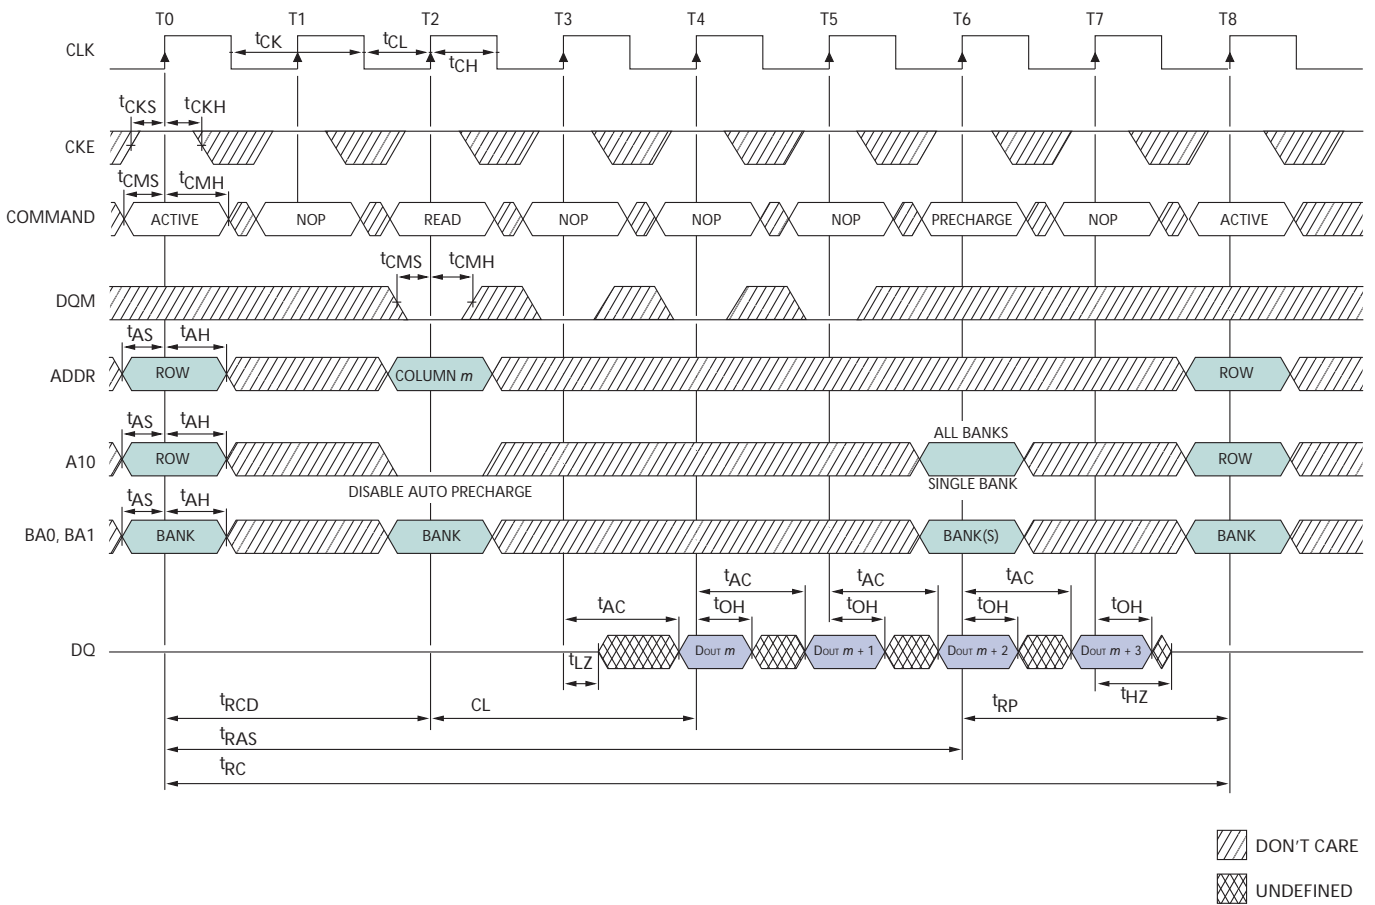 T0 T1 T2 T3 T4 T5 T6 T7 T8
CLK tCK tCL tCH
tCKS tCKH
CKE
tCMS tCMH
COMMAND ACTIVE NOP READ NOP NOP NOP PRECHARGE NOP ACTIVE
tCMS tCMH
DQM
tAS tAH
ADDR ROW COLUMN m ROW
tAS tAH ALL BANKS
A10 ROW ROW
DISABLE AUTO PRECHARGE SINGLE BANK
tAS tAH
BA0, BA1 BANK BANK BANK(S) BANK
tAC tAC tAC
tAC tOH tOH tOH tOH
DQ DOUT m DOUT m + 1 DOUT m + 2 DOUT m + 3
tLZ tHZ
tRCD CL tRP
tRAS
tRC
DON'T CARE
UNDEFINED